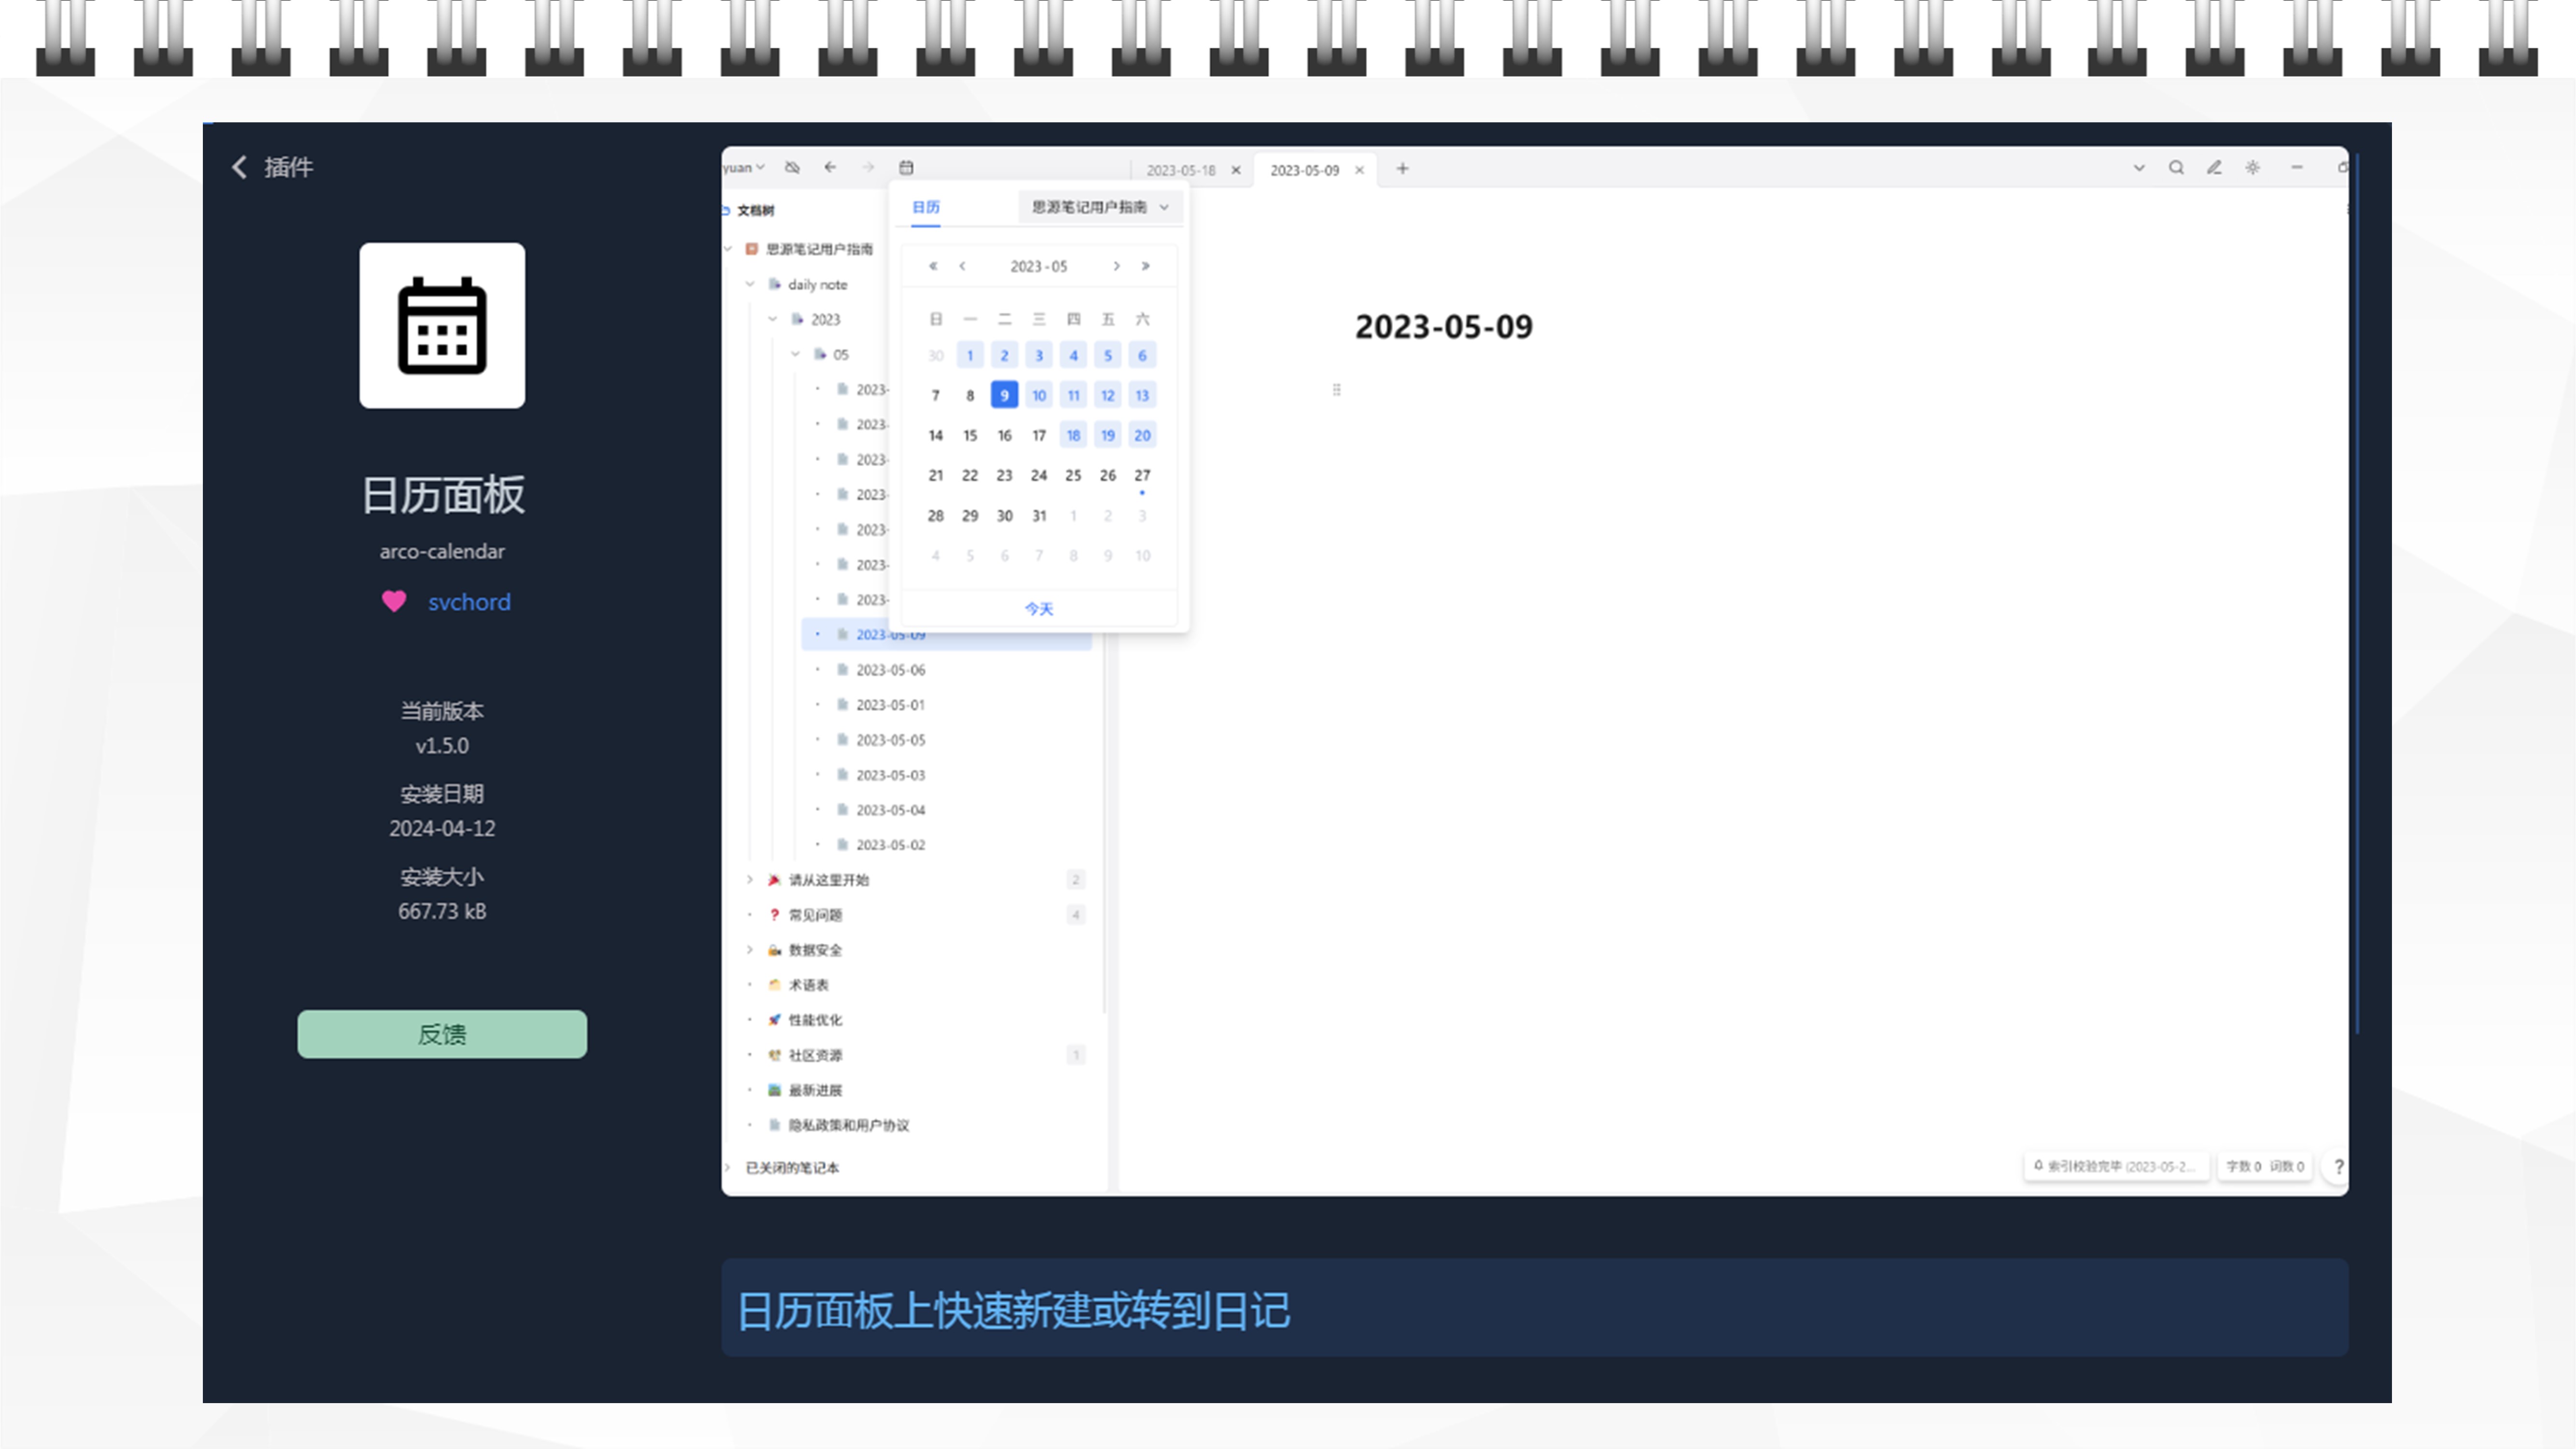 插件
日历面板
arco-calendar
svchord
当前版本
v1.5.0
安装日期
2024-04-12
安装大小
667.73 kB
反馈
yuan
2023-05-18
2023-05-09
文档树
思源笔记用户指南
daily note
2023
05
2023-
2023-
2023-
2023-
2023-
2023-
2023-
2023-05-09
2023-05-06
2023-05-01
2023-05-05
2023-05-03
2023-05-04
2023-05-02
请从这里开始 2
常见问题 4
数据安全
术语表
性能优化
社区资源 1
最新进展
隐私政策和用户协议
已关闭的笔记本
日历 思源笔记用户指南
« ‹ 2023-05 › »
日 一 二 三 四 五 六
30 1 2 3 4 5 6
7 8 9 10 11 12 13
14 15 16 17 18 19 20
21 22 23 24 25 26 27
28 29 30 31 1 2 3
4 5 6 7 8 9 10
今天
2023-05-09
索引校验完毕 (2023-05-2...
字数 0 词数 0
?
日历面板上快速新建或转到日记